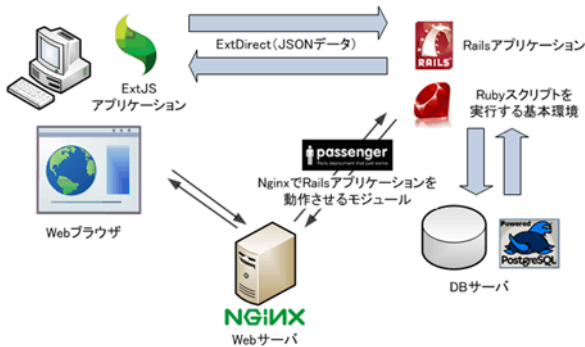 ExtDirect(JSONデータ)
ExtJS
アプリケーション
RAILS
Railsアプリケーション
Rubyスクリプトを
実行する基本環境
passenger
NginxでRailsアプリケーションを
動作させるモジュール
Webブラウザ
NGiNX
Webサーバ
Powered
PostgreSQL
DBサーバ